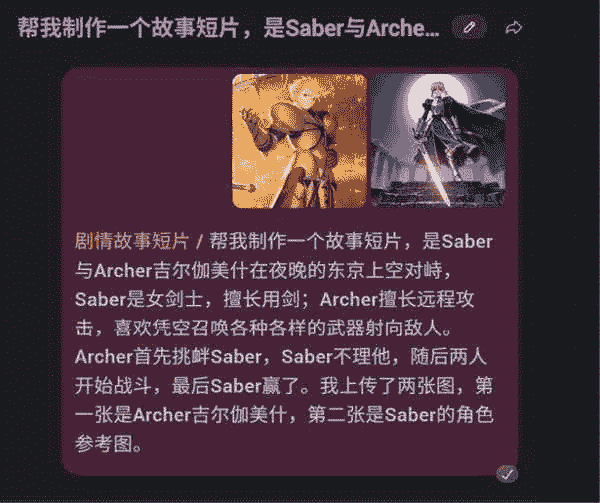 帮我制作一个故事短片，是Saber与Arche...
剧情故事短片 / 帮我制作一个故事短片，是Saber
与Archer吉尔伽美什在夜晚的东京上空对峙，
Saber是女剑士，擅长用剑；Archer擅长远程攻
击，喜欢凭空召唤各种各样的武器射向敌人。
Archer首先挑衅Saber，Saber不理他，随后两人
开始战斗，最后Saber赢了。我上传了两张图，第
一张是Archer吉尔伽美什，第二张是Saber的角色
参考图。